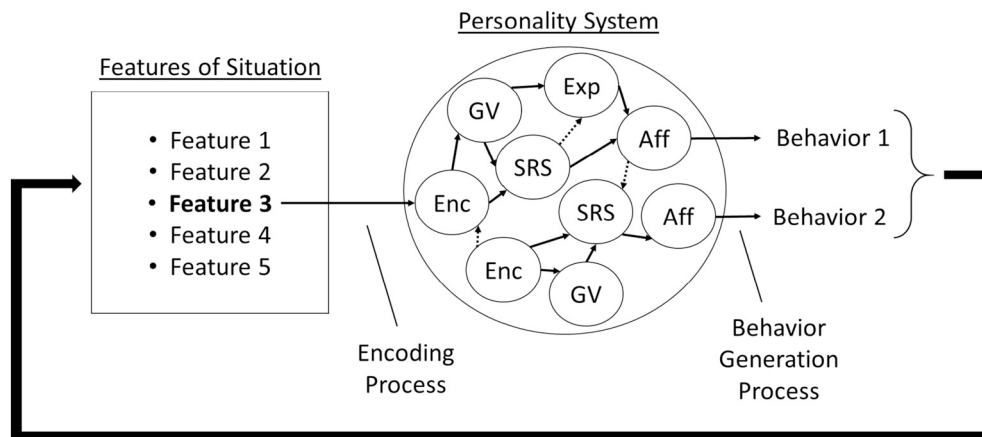 Personality System
Features of Situation
• Feature 1
• Feature 2
• Feature 3
• Feature 4
• Feature 5
GV
Exp
Aff
SRS
Enc
SRS
Aff
Enc
GV
Behavior 1
Behavior 2
Encoding
Process
Behavior
Generation
Process